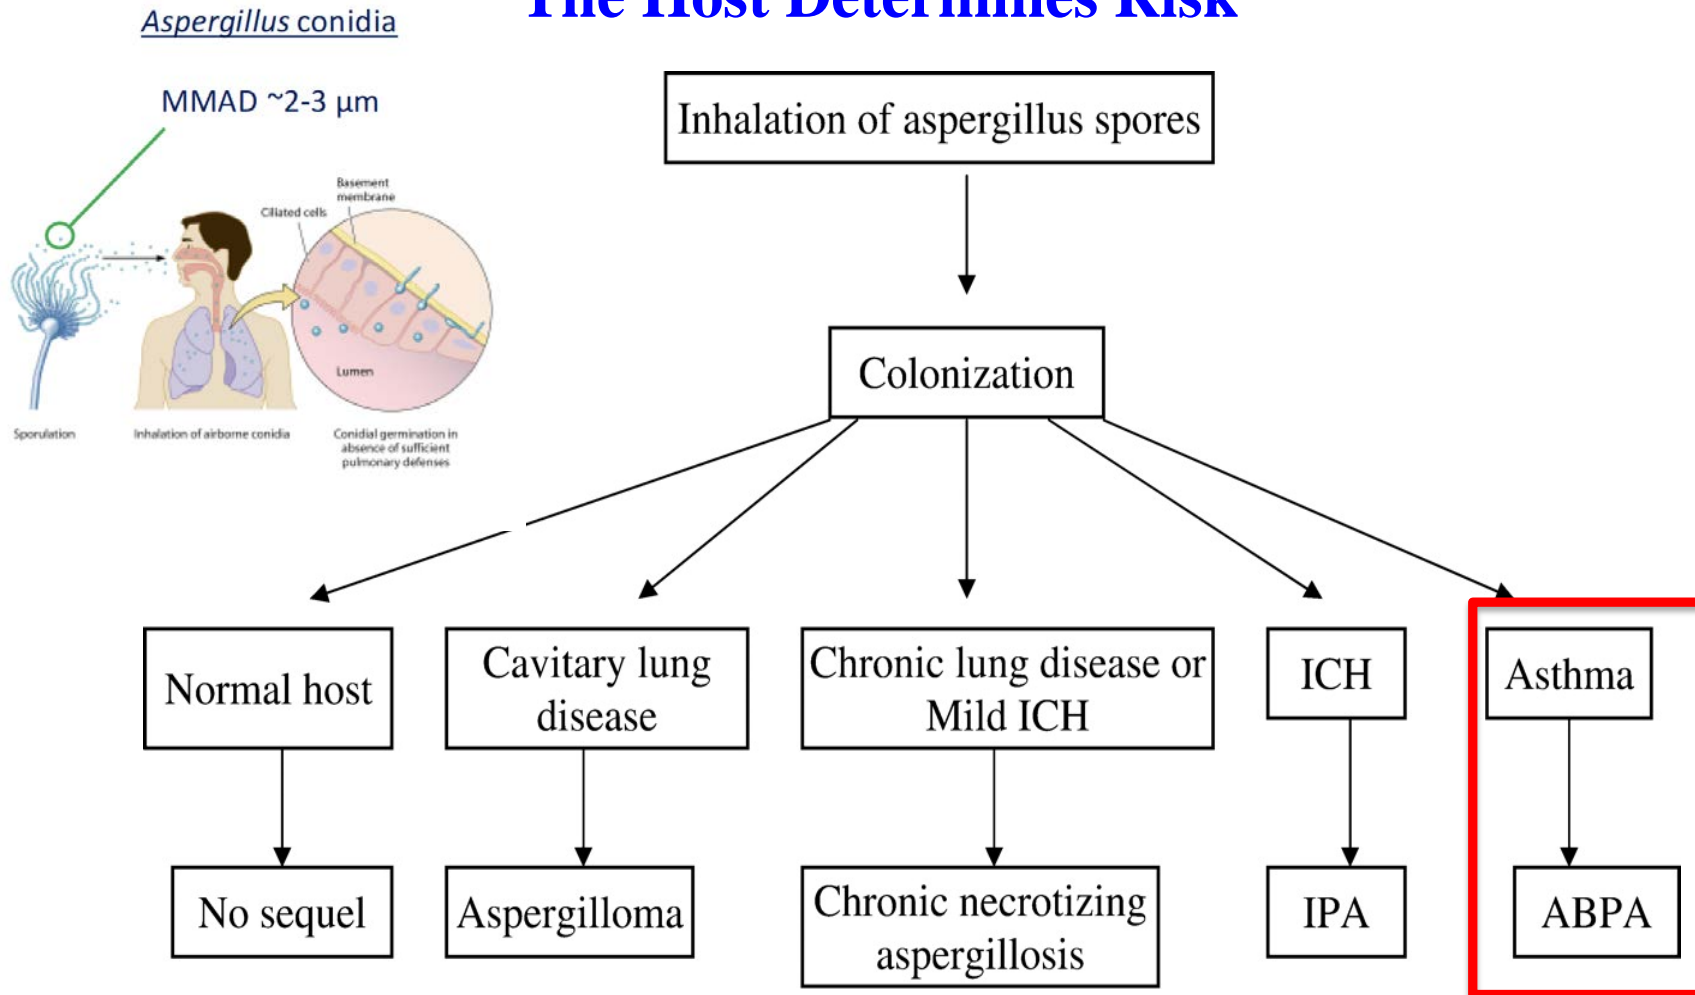 The Host Determines Risk
Aspergillus conidia
MMAD ~2-3 µm
Basement
membrane
Ciliated cells
Lumen
Sporulation
Inhalation of airborne conidia
Conidial germination in
absence of sufficient
pulmonary defenses
Inhalation of aspergillus spores
Colonization
Normal host
Cavitary lung
disease
Chronic lung disease or
Mild ICH
ICH
Asthma
No sequel
Aspergilloma
Chronic necrotizing
aspergillosis
IPA
ABPA